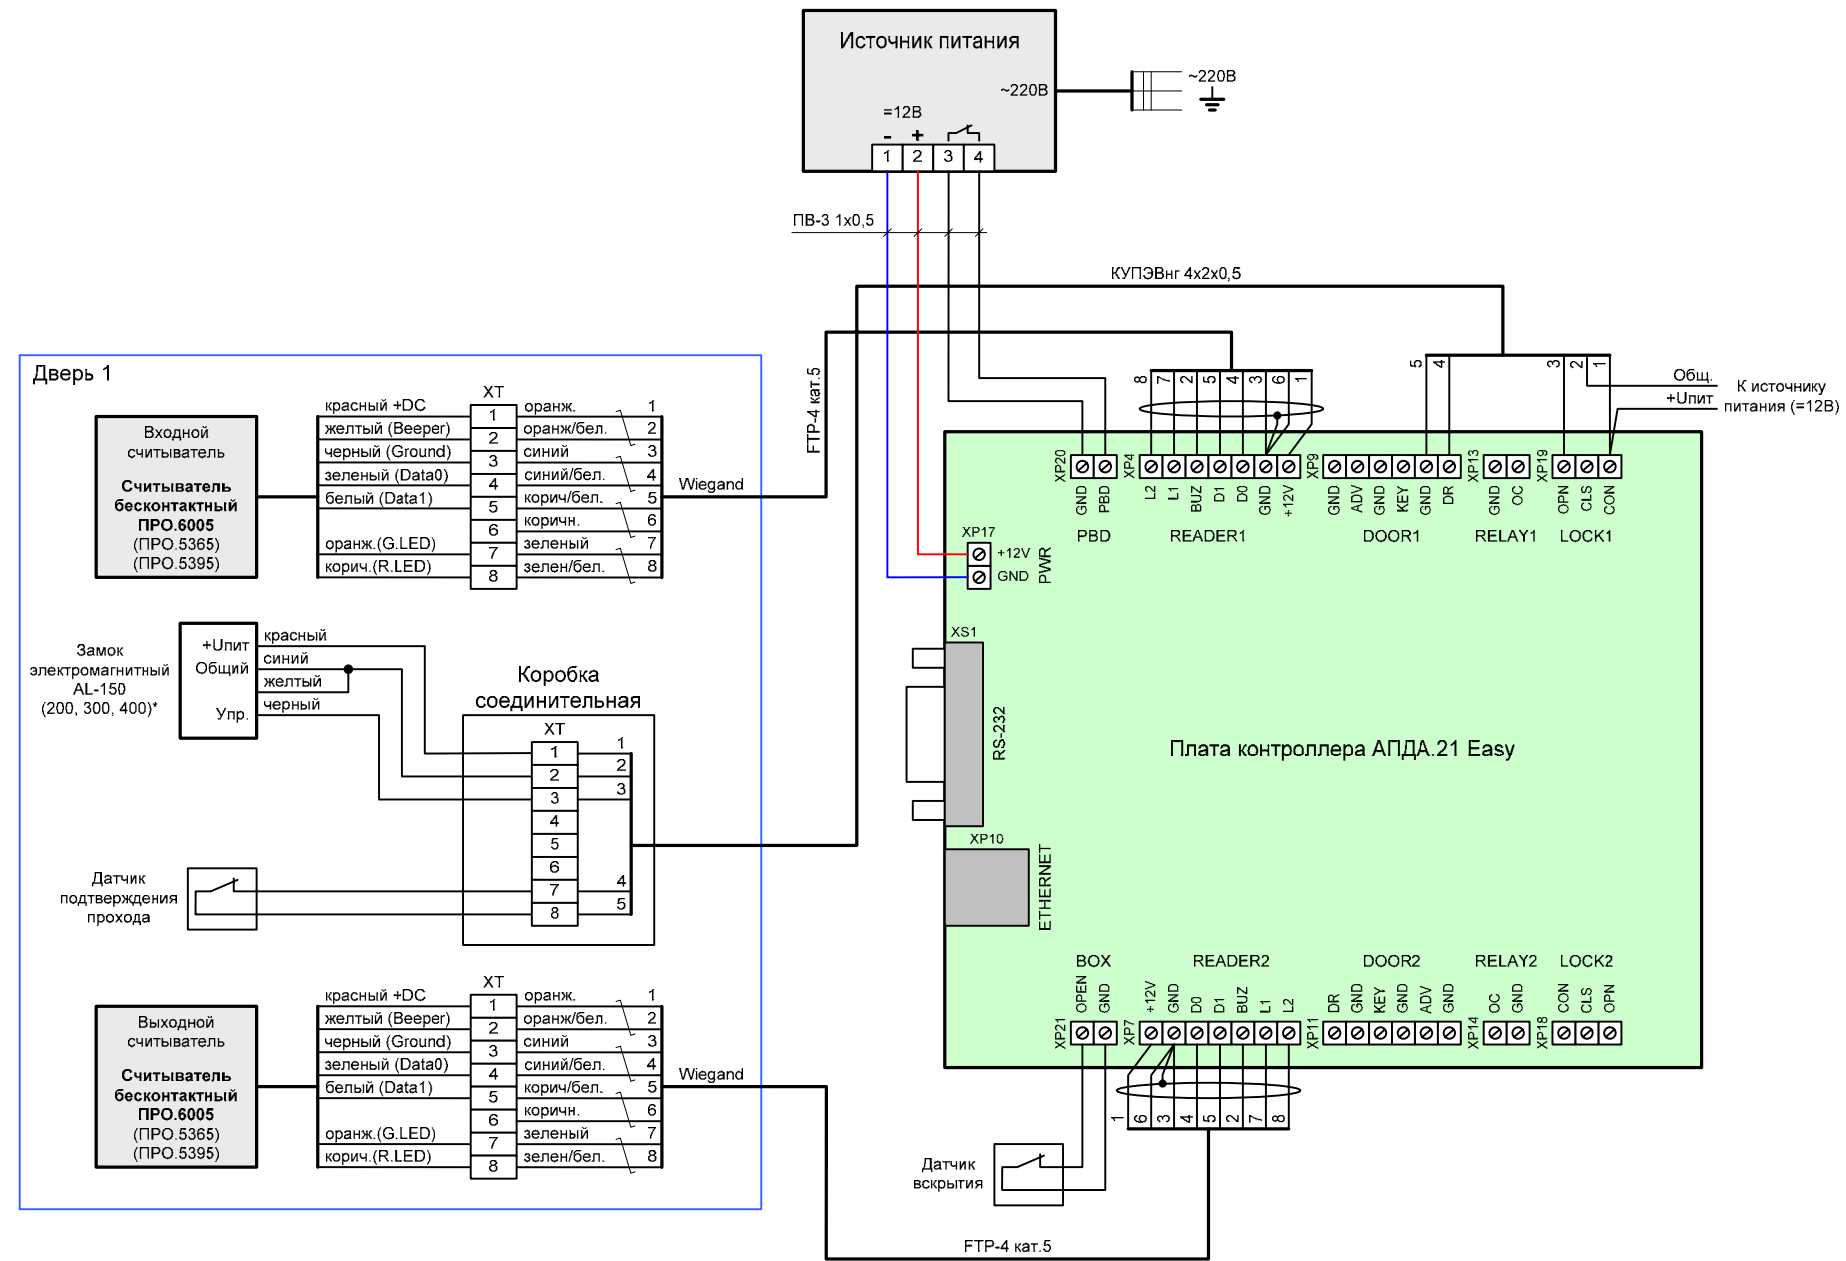 Источник питания
~220В
~220В
=12В
- +
1 2 3 4
ПВ-3 1x0,5
КУПЭВнг 4x2x0,5
FTP-4 кат.5
Дверь 1
Входной
считыватель
Считыватель
бесконтактный
ПРО.6005
(ПРО.5365)
(ПРО.5395)
XT
красный +DC 1 оранж. 1
желтый (Beeper) 2 оранж/бел. 2
черный (Ground) 3 синий 3
зеленый (Data0) 4 синий/бел. 4
белый (Data1) 5 корич/бел. 5
6 коричн. 6
оранж.(G.LED) 7 зеленый 7
корич.(R.LED) 8 зелен/бел. 8
Wiegand
Замок
электромагнитный
AL-150
(200, 300, 400)*
+Uпит красный
Общий синий
желтый
Упр. черный
Коробка
соединительная
XT
1 1
2 2
3 3
4
5
6
7 4
8 5
Датчик
подтверждения
прохода
Выходной
считыватель
Считыватель
бесконтактный
ПРО.6005
(ПРО.5365)
(ПРО.5395)
XT
красный +DC 1 оранж. 1
желтый (Beeper) 2 оранж/бел. 2
черный (Ground) 3 синий 3
зеленый (Data0) 4 синий/бел. 4
белый (Data1) 5 корич/бел. 5
6 коричн. 6
оранж.(G.LED) 7 зеленый 7
корич.(R.LED) 8 зелен/бел. 8
Wiegand
FTP-4 кат.5
8 7 2 5 4 3 6 1
5 4
3 2 1
Общ.
+Uпит
К источнику
питания (=12В)
XP20 GND PBD
PBD
XP4 L2 L1 BUZ D1 D0 GND +12V
READER1
XP9 GND ADV GND KEY GND DR
DOOR1
XP13 GND OC
RELAY1
XP19 OPN CLS CON
LOCK1
XP17
+12V
GND
PWR
XS1
RS-232
Плата контроллера АПДА.21 Easy
XP10
ETHERNET
BOX
XP21 OPEN GND
READER2
XP7 +12V GND D0 D1 BUZ L1 L2
DOOR2
XP11 DR GND KEY GND ADV GND
RELAY2
XP14 OC GND
LOCK2
XP18 CON CLS OPN
1 6 3 4 5 2 7 8
Датчик
вскрытия